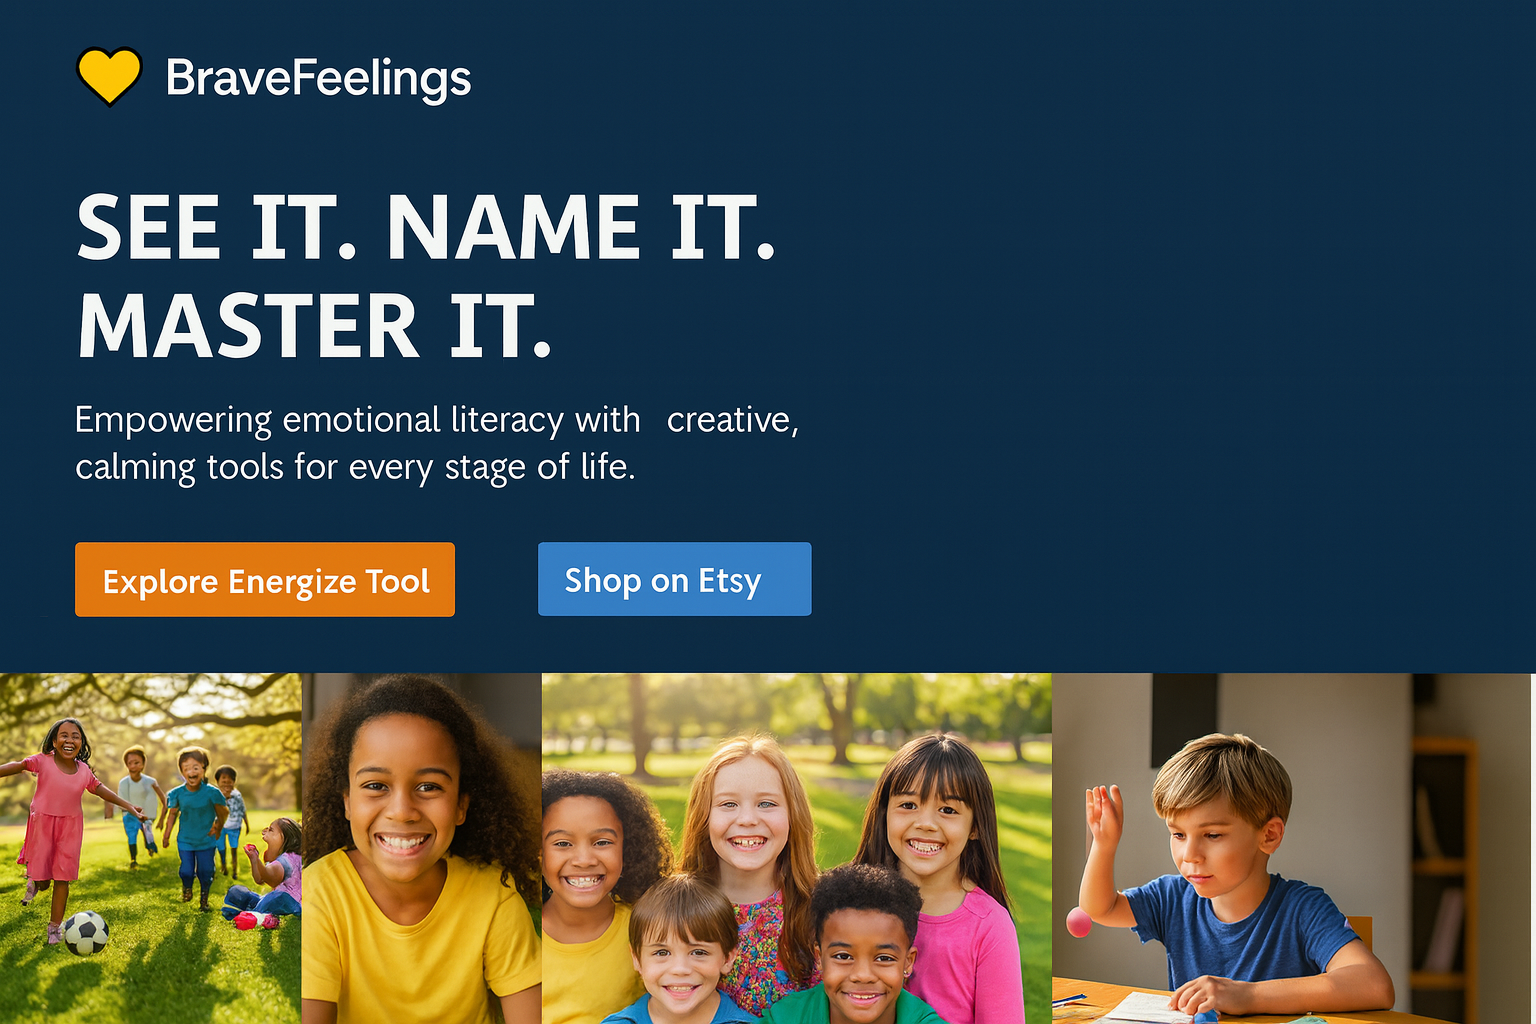 BraveFeelings
SEE IT. NAME IT.
MASTER IT.
Empowering emotional literacy with creative,
calming tools for every stage of life.
Explore Energize Tool
Shop on Etsy